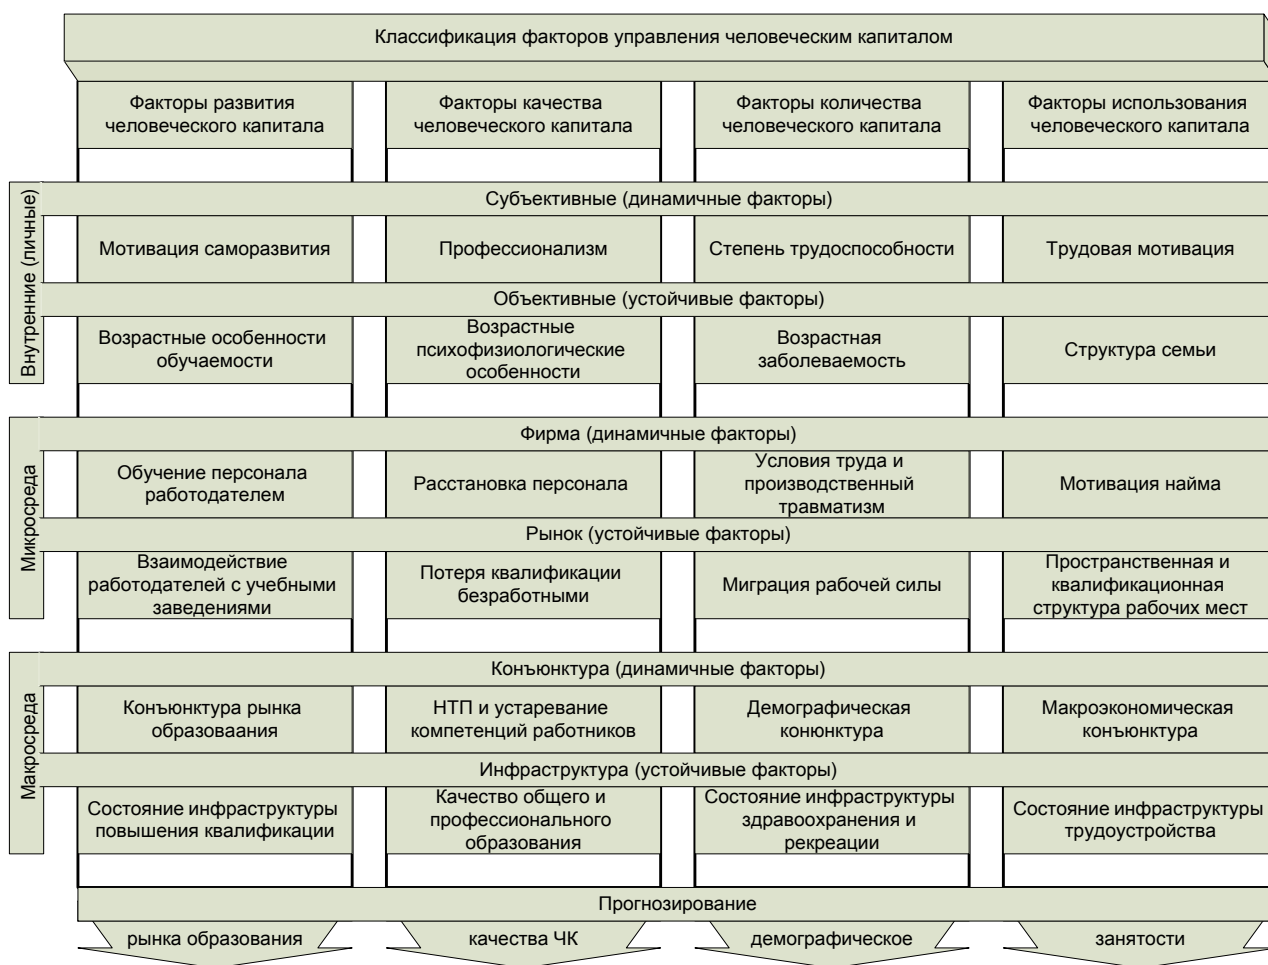 Классификация факторов управления человеческим капиталом
Факторы развития
человеческого капитала
Факторы качества
человеческого капитала
Факторы количества
человеческого капитала
Факторы использования
человеческого капитала
Внутренние (личные)
Субъективные (динамичные факторы)
Мотивация саморазвития
Профессионализм
Степень трудоспособности
Трудовая мотивация
Объективные (устойчивые факторы)
Возрастные особенности
обучаемости
Возрастные
психофизиологические
особенности
Возрастная
заболеваемость
Структура семьи
Микросреда
Фирма (динамичные факторы)
Обучение персонала
работодателем
Расстановка персонала
Условия труда и
производственный
травматизм
Мотивация найма
Рынок (устойчивые факторы)
Взаимодействие
работодателей с учебными
заведениями
Потеря квалификации
безработными
Миграция рабочей силы
Пространственная и
квалификационная
структура рабочих мест
Макросреда
Конъюнктура (динамичные факторы)
Конъюнктура рынка
образоваания
НТП и устаревание
компетенций работников
Демографическая
конюнктура
Макроэкономическая
конъюнктура
Инфраструктура (устойчивые факторы)
Состояние инфраструктуры
повышения квалификации
Качество общего и
профессионального
образования
Состояние инфраструктуры
здравоохранения и
рекреации
Состояние инфраструктуры
трудоустройства
Прогнозирование
рынка образования
качества ЧК
демографическое
занятости